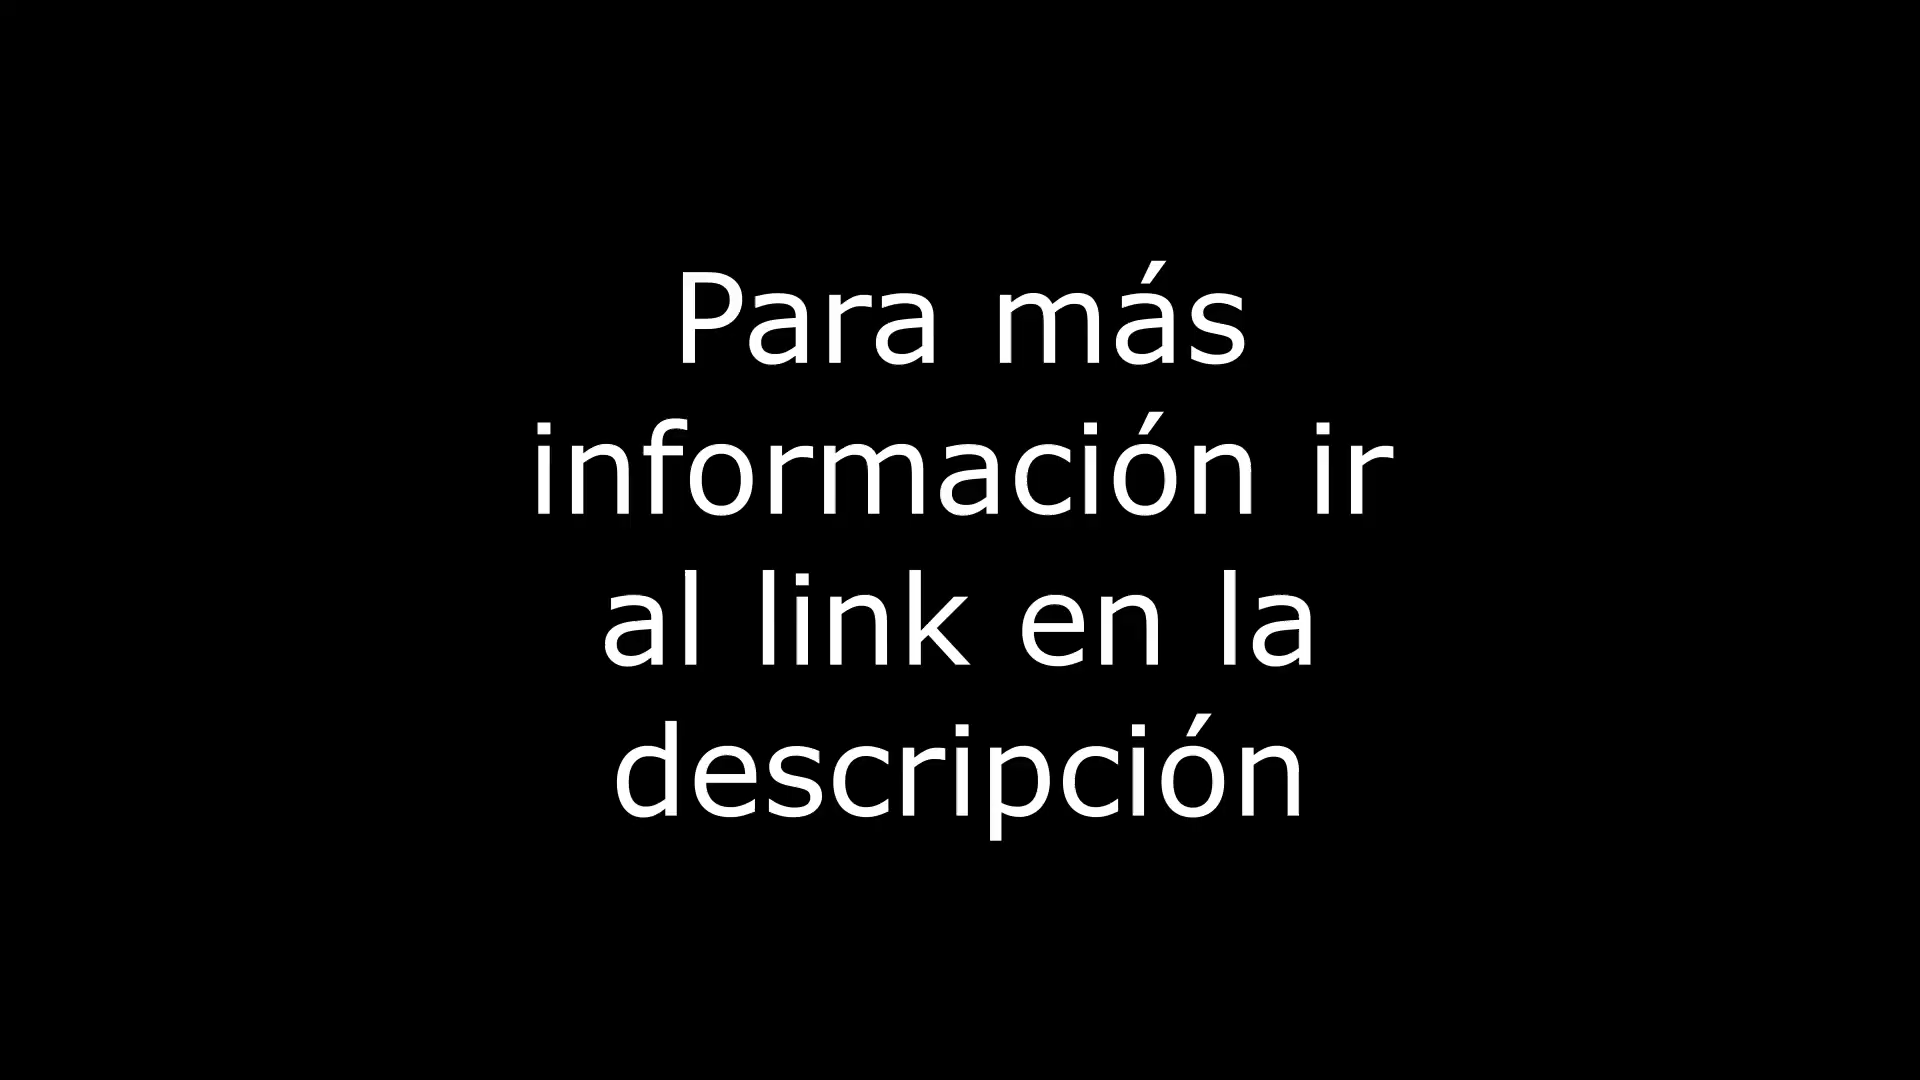 Para más
información ir
al link en la
descripción